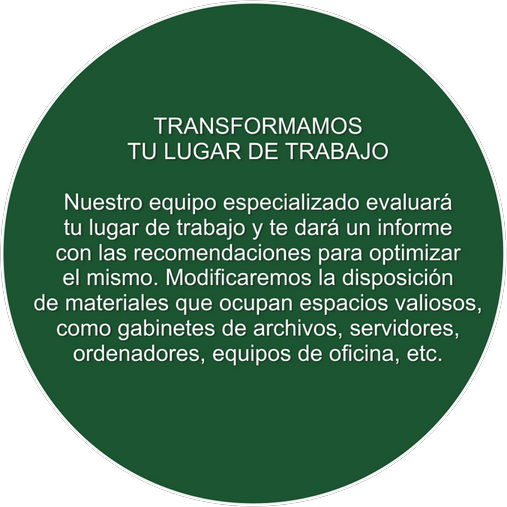 TRANSFORMAMOS
TU LUGAR DE TRABAJO
Nuestro equipo especializado evaluará
tu lugar de trabajo y te dará un informe
con las recomendaciones para optimizar
el mismo. Modificaremos la disposición
de materiales que ocupan espacios valiosos,
como gabinetes de archivos, servidores,
ordenadores, equipos de oficina, etc.